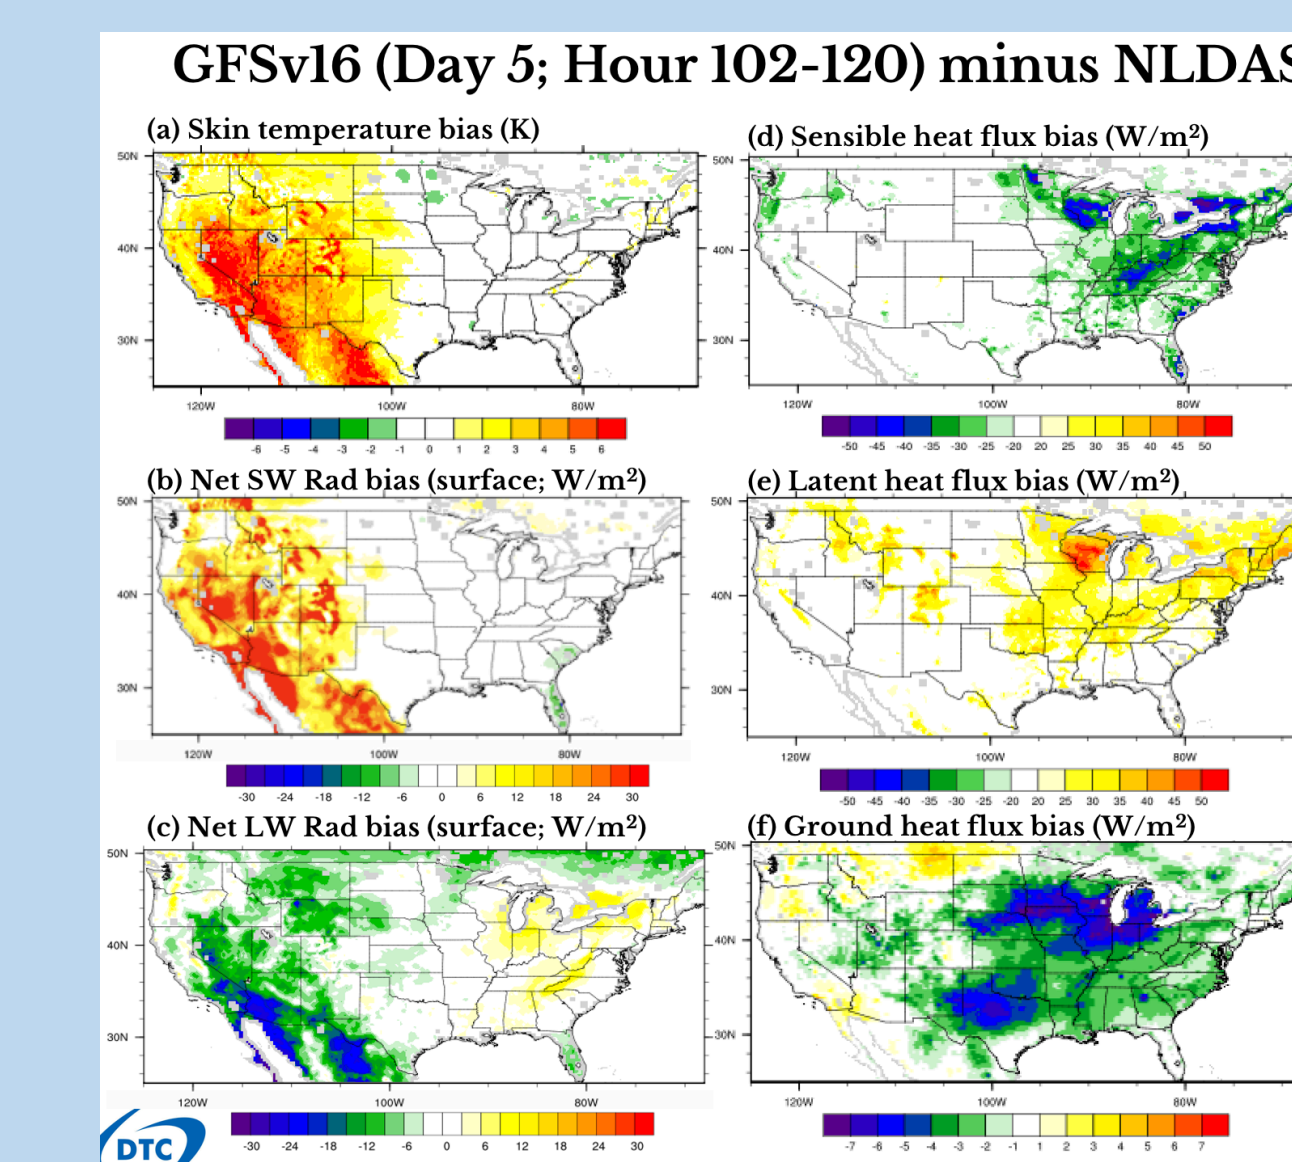 GFSv16 (Day 5; Hour 102-120) minus NLDAS
(a) Skin temperature bias (K)
50N
40N
30N
120W 100W 80W
-6 -5 -4 -3 -2 -1 0 1 2 3 4 5 6
(d) Sensible heat flux bias (W/m²)
50N
40N
30N
120W 100W 80W
-50 -45 -40 -35 -30 -25 -20 20 25 30 35 40 45 50
(b) Net SW Rad bias (surface; W/m²)
50N
40N
30N
120W 100W 80W
-30 -24 -18 -12 -6 0 6 12 18 24 30
(e) Latent heat flux bias (W/m²)
50N
40N
30N
120W 100W 80W
-50 -45 -40 -35 -30 -25 -20 20 25 30 35 40 45 50
(c) Net LW Rad bias (surface; W/m²)
50N
40N
30N
120W 100W 80W
-30 -24 -18 -12 -6 0 6 12 18 24 30
(f) Ground heat flux bias (W/m²)
50N
40N
30N
120W 100W 80W
-7 -6 -5 -4 -3 -2 -1 1 2 3 4 5 6 7
DTC